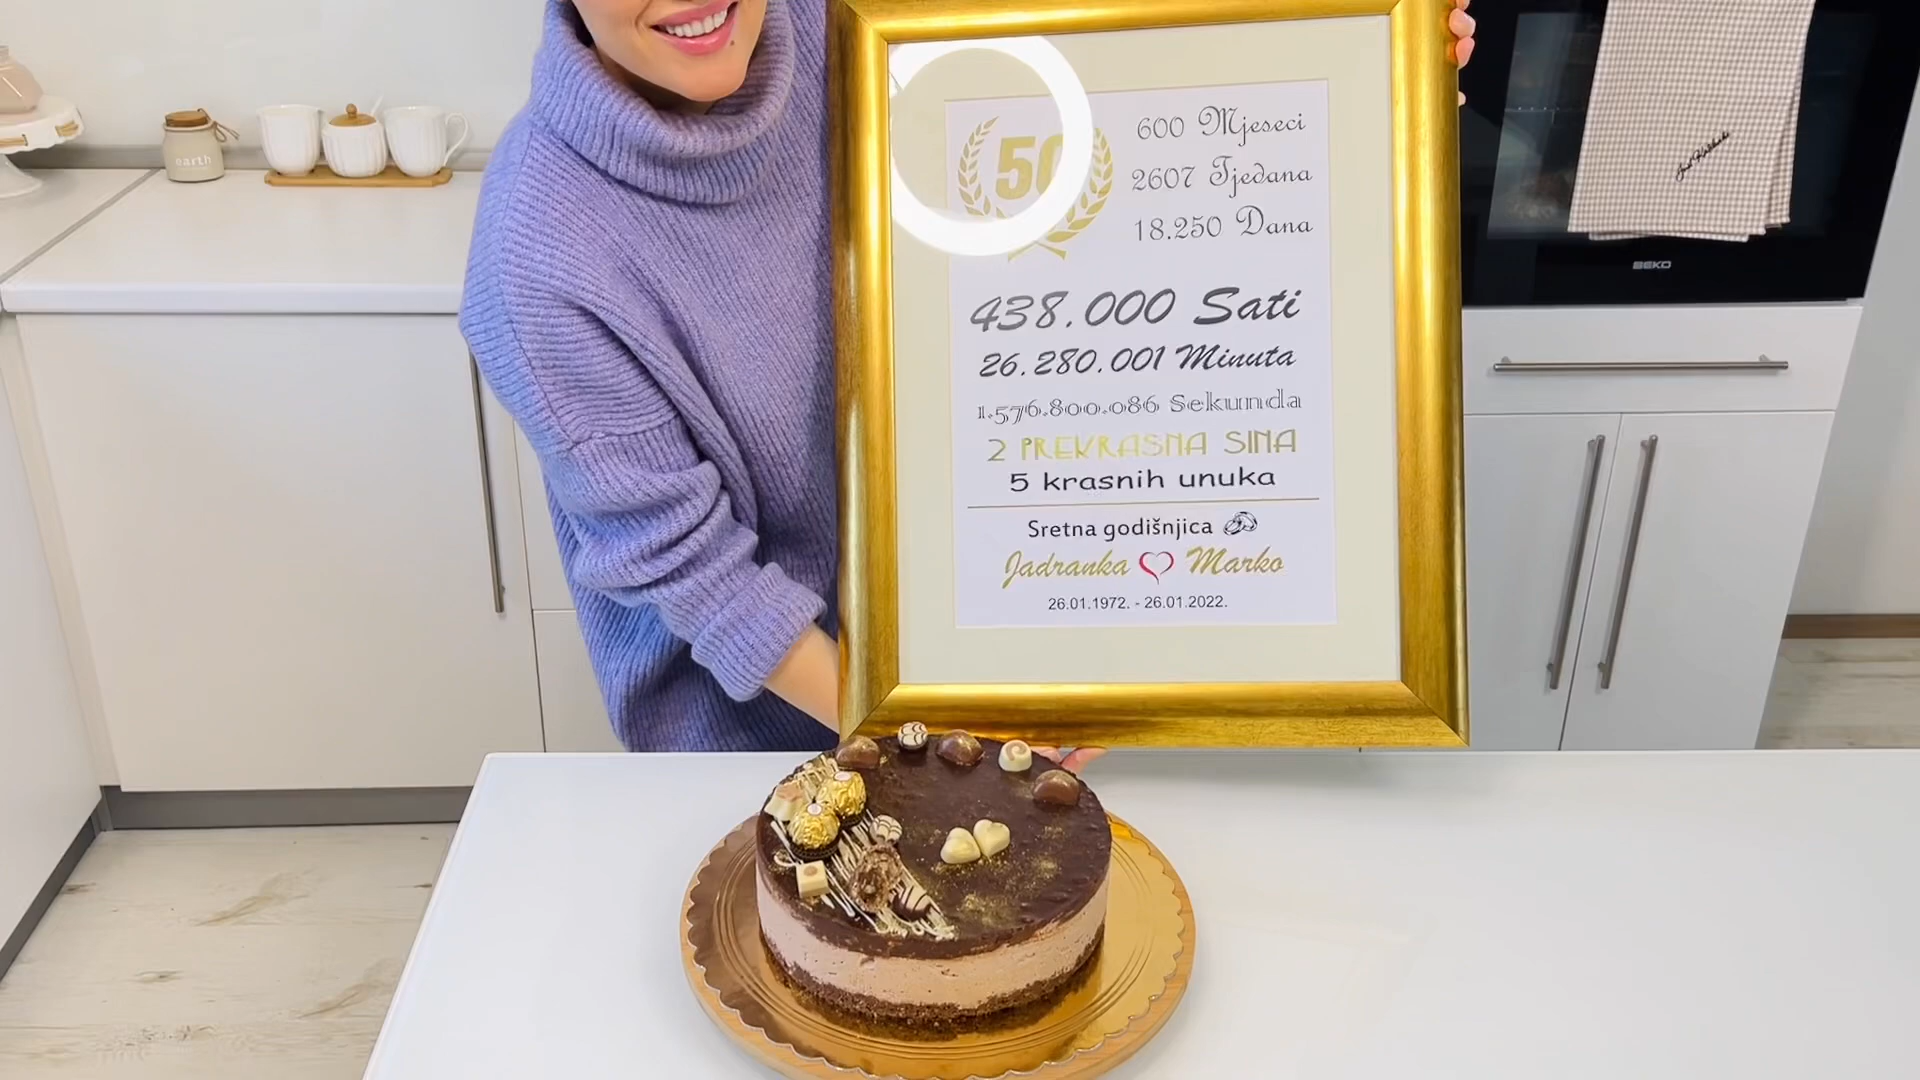 50
600 Mjeseci
2607 Tjedana
18.250 Dana
438.000 Sati
26.280.001 Minuta
1.576.800.086 Sekunda
2 PREKRASNA SINA
5 krasnih unuka
Sretna godišnjica
Jadranka Marko
26.01.1972. - 26.01.2022.
earth
BEKO